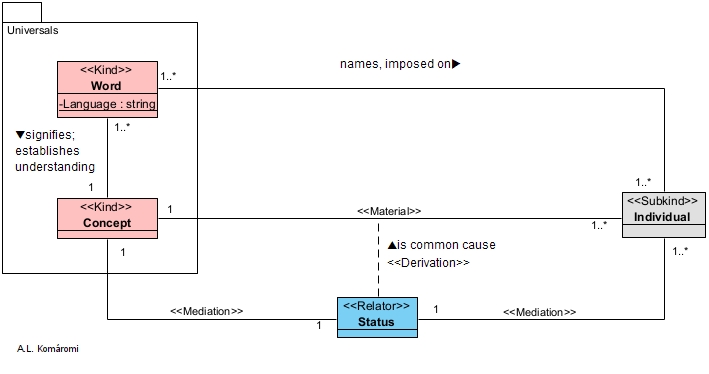 Universals
<<Kind>>
Word
-Language : string
1..*
names, imposed on▶
1..*
▼signifies;
establishes
understanding
1
1..*
<<Kind>>
Concept
1
<<Material>>
1..*
<<Subkind>>
Individual
1
▲is common cause
<<Derivation>>
1..*
<<Mediation>>
1
<<Relator>>
Status
1
<<Mediation>>
A.L. Komáromi